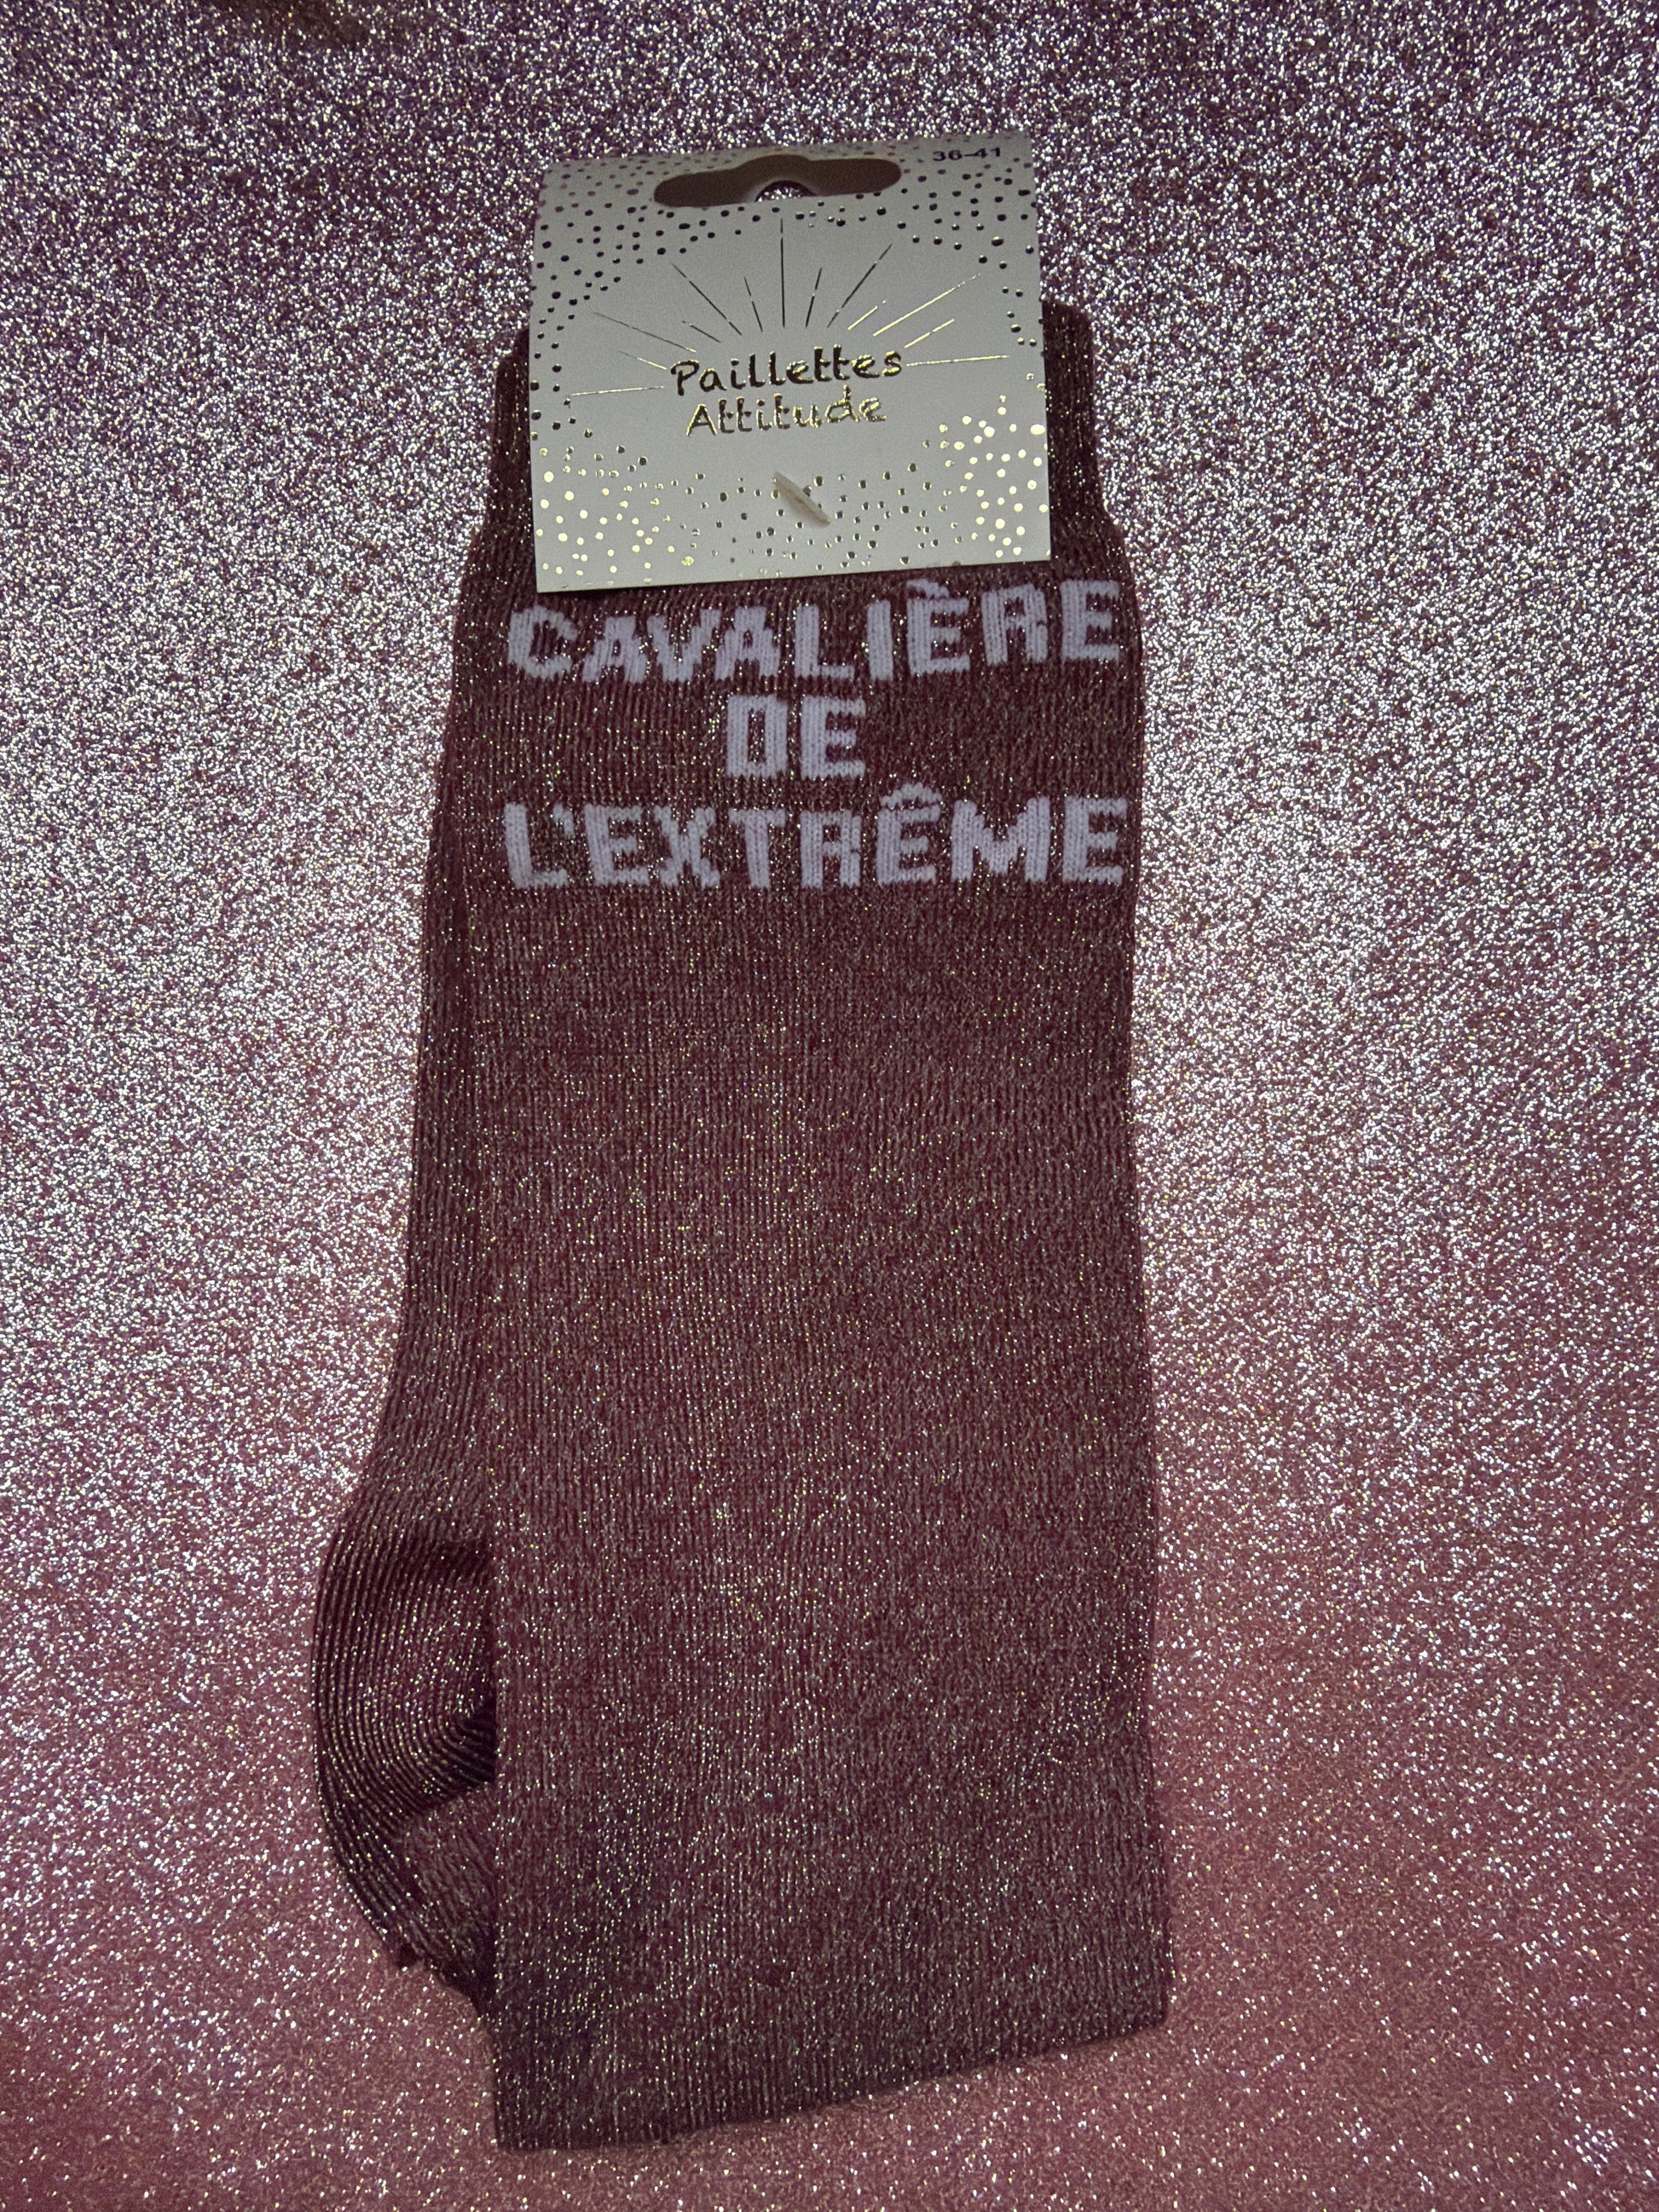 36-41
Paillettes
Attitude
CAVALIÈRE
DE
L'EXTRÊME